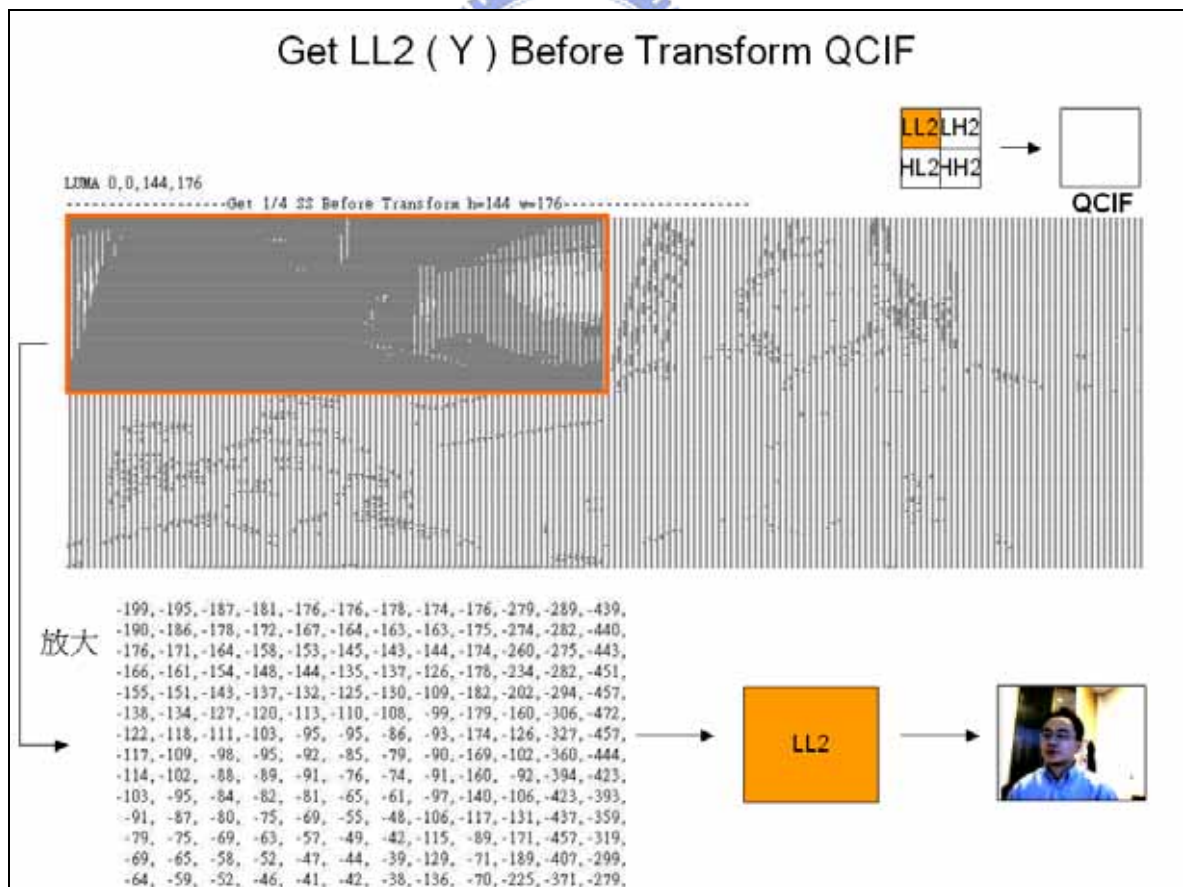 Get LL2 ( Y ) Before Transform QCIF
LL2 LH2
HL2 HH2
QCIF
LUMA 0,0,144,176
-------------------Get 1/4 SS Before Transform h=144 w=176----------------------
放大
-199, -195, -187, -181, -176, -176, -178, -174, -176, -279, -289, -439,
-190, -186, -178, -172, -167, -164, -163, -163, -175, -274, -282, -440,
-176, -171, -164, -158, -153, -145, -143, -144, -174, -260, -275, -443,
-166, -161, -154, -148, -144, -135, -137, -126, -178, -234, -282, -451,
-155, -151, -143, -137, -132, -125, -130, -109, -182, -202, -294, -457,
-138, -134, -127, -120, -113, -110, -108, -99, -179, -160, -306, -472,
-122, -118, -111, -103, -95, -95, -86, -93, -174, -126, -327, -457,
-117, -109, -98, -95, -92, -85, -79, -90, -169, -102, -360, -444,
-114, -102, -88, -89, -91, -76, -74, -91, -160, -92, -394, -423,
-103, -95, -84, -82, -81, -65, -61, -97, -140, -106, -423, -393,
-91, -87, -80, -75, -69, -55, -48, -106, -117, -131, -437, -359,
-79, -75, -69, -63, -57, -49, -42, -115, -89, -171, -457, -319,
-69, -65, -58, -52, -47, -44, -39, -129, -71, -189, -407, -299,
-64, -59, -52, -46, -41, -42, -38, -136, -70, -225, -371, -279,
LL2